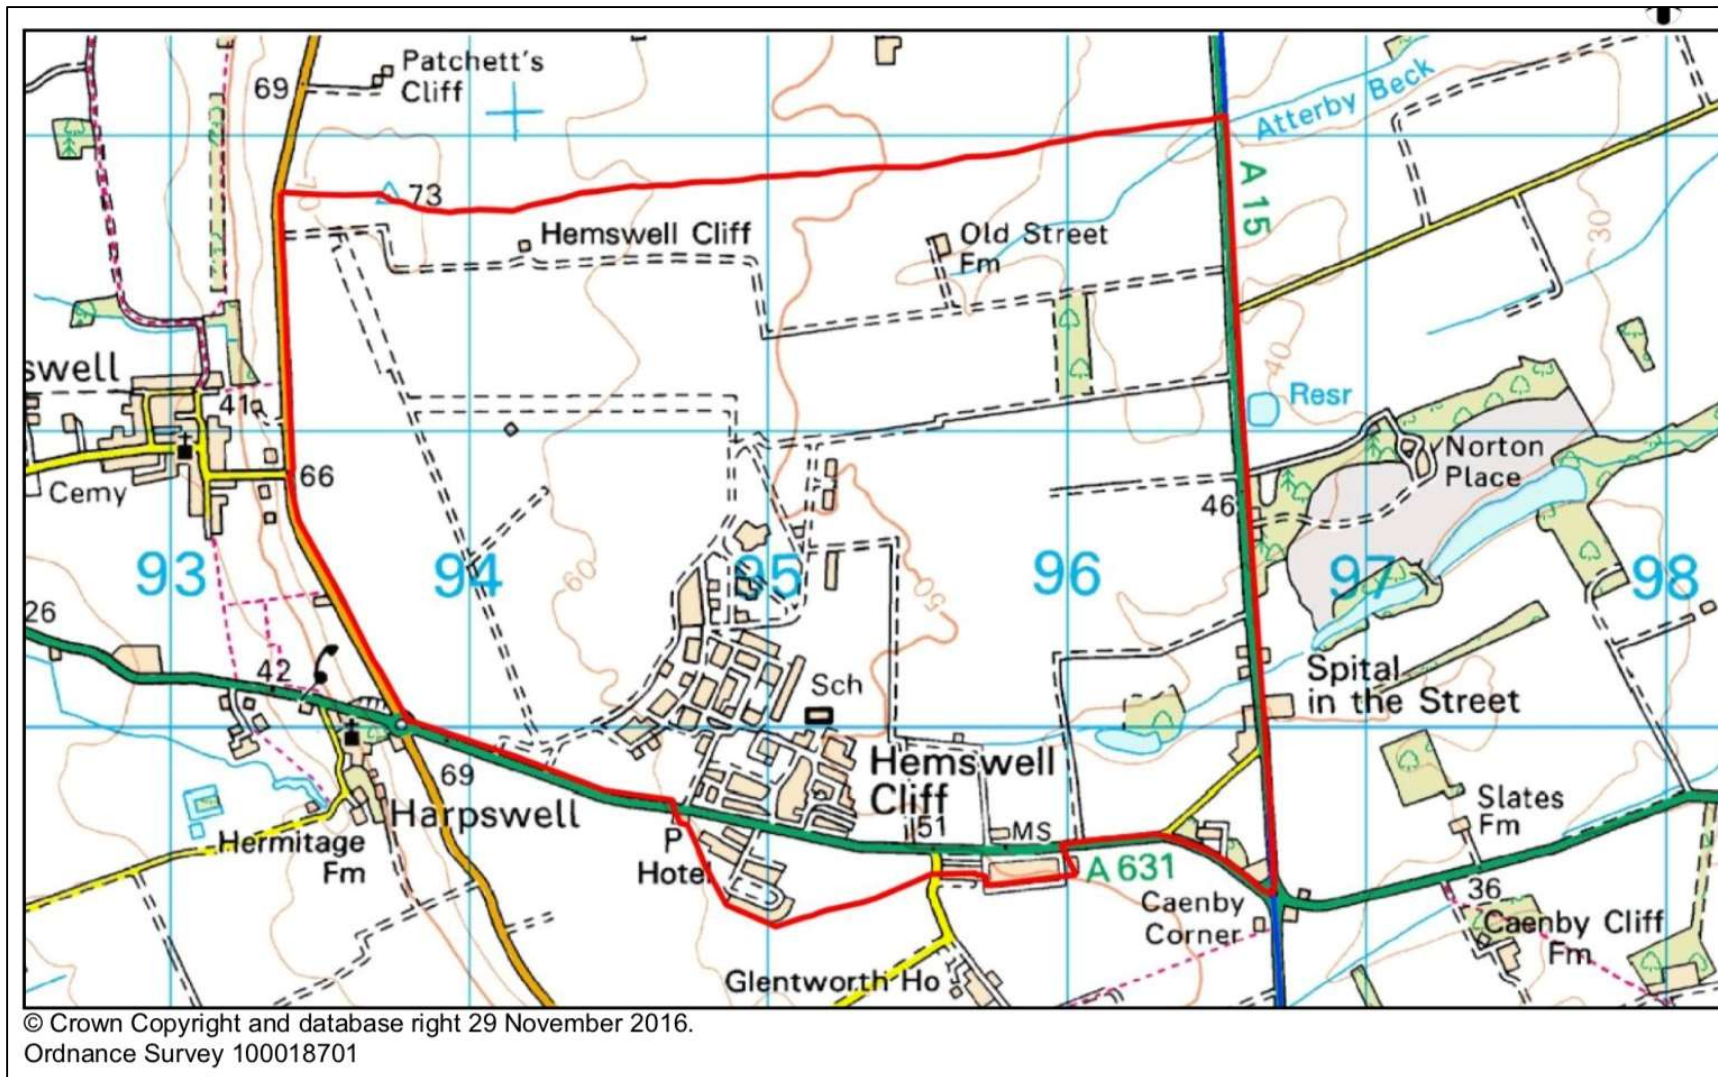 Patchett's
Cliff
69
Atterby Beck
73
70
A 15
Hemswell Cliff
Old Street
Fm
30
40
swell
41
Resr
Norton
Place
66
Cemy
46
93
94
95
96
97
98
60
50
26
42
Sch
Spital
in the Street
69
Hemswell
Cliff
Harpswell
51
MS
Slates
Fm
Hermitage
Fm
P
Hotel
A 631
36
Caenby
Corner
Caenby Cliff
Fm
Glentworth Ho
© Crown Copyright and database right 29 November 2016.
Ordnance Survey 100018701